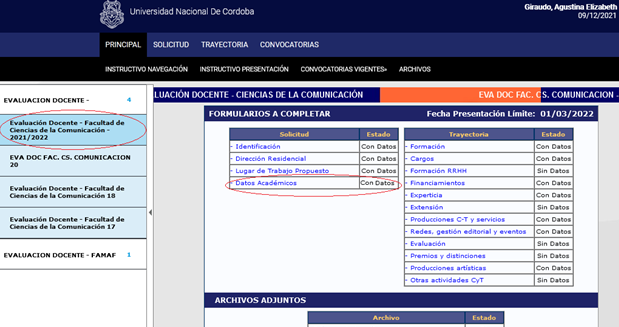 Universidad Nacional De Cordoba
Giraudo, Agustina Elizabeth
09/12/2021
PRINCIPAL SOLICITUD TRAYECTORIA CONVOCATORIAS
INSTRUCTIVO NAVEGACIÓN INSTRUCTIVO PRESENTACIÓN CONVOCATORIAS VIGENTES» ARCHIVOS
EVALUACION DOCENTE - 4
Evaluación Docente - Facultad de
Ciencias de la Comunicación -
2021/2022
EVA DOC FAC. CS. COMUNICACION
20
Evaluación Docente - Facultad de
Ciencias de la Comunicación 18
Evaluación Docente - Facultad de
Ciencias de la Comunicación 17
EVALUACION DOCENTE - FAMAF 1
LUACIÓN DOCENTE - CIENCIAS DE LA COMUNICACIÓN EVA DOC FAC. CS. COMUNICACION -
FORMULARIOS A COMPLETAR Fecha Presentación Límite: 01/03/2022
Solicitud Estado
- Identificación Con Datos
- Dirección Residencial Con Datos
- Lugar de Trabajo Propuesto Con Datos
- Datos Académicos Con Datos
Trayectoria Estado
- Formación Con Datos
- Cargos Con Datos
- Formación RRHH Sin Datos
- Financiamientos Con Datos
- Experticia Con Datos
- Extensión Sin Datos
- Producciones C-T y servicios Con Datos
- Redes, gestión editorial y eventos Con Datos
- Evaluación Sin Datos
- Premios y distinciones Sin Datos
- Producciones artísticas Con Datos
- Otras actividades CyT Sin Datos
ARCHIVOS ADJUNTOS
Archivo Estado